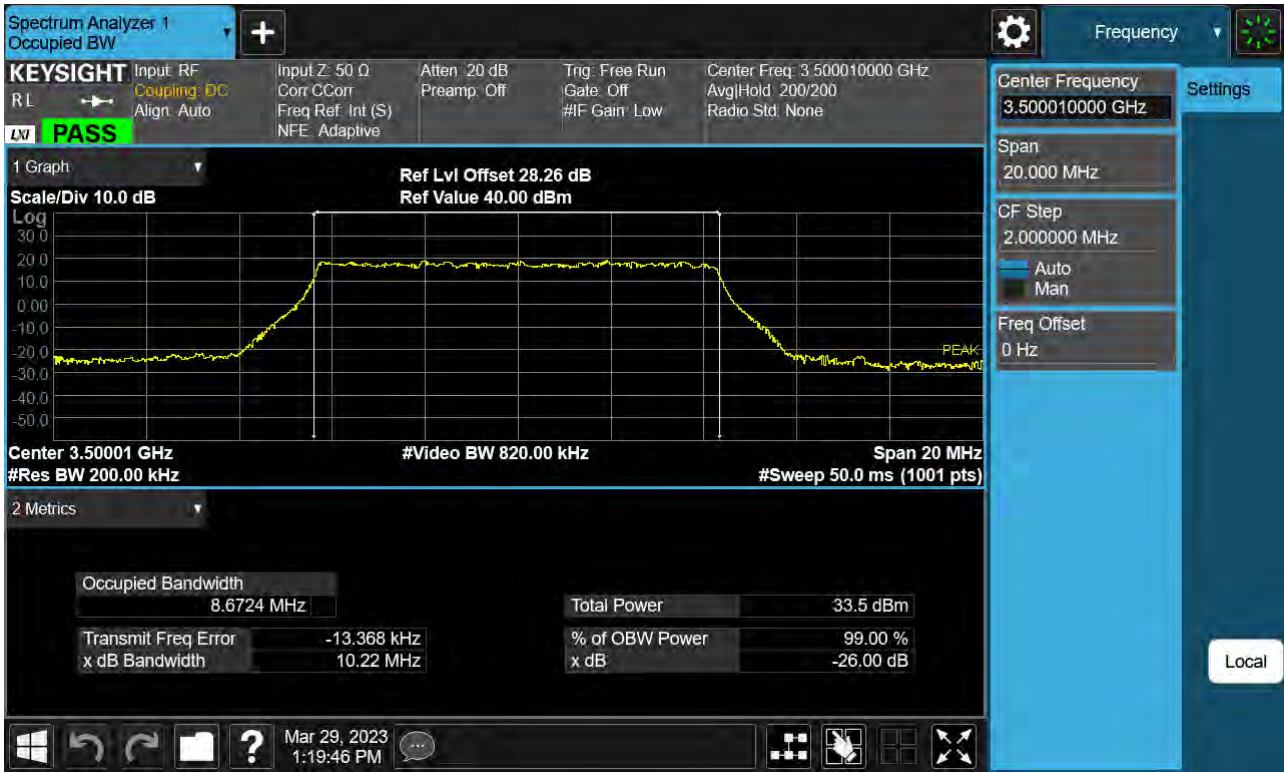 Spectrum Analyzer 1
Occupied BW
+
Frequency
KEYSIGHT
RL
LXI
PASS
Input: RF
Coupling: DC
Align: Auto
Input Z: 50 Ω
Corr CCorr
Freq Ref: Int (S)
NFE: Adaptive
Atten: 20 dB
Preamp: Off
Trig: Free Run
Gate: Off
#IF Gain: Low
Center Freq: 3.500010000 GHz
Avg|Hold: 200/200
Radio Std: None
Center Frequency
3.500010000 GHz
Settings
Span
20.000 MHz
CF Step
2.000000 MHz
Auto
Man
Freq Offset
0 Hz
Local
1 Graph
Scale/Div 10.0 dB
Ref Lvl Offset 28.26 dB
Ref Value 40.00 dBm
Log
30.0
20.0
10.0
0.00
-10.0
-20.0
-30.0
-40.0
-50.0
PEAK
Center 3.50001 GHz
#Video BW 820.00 kHz
Span 20 MHz
#Res BW 200.00 kHz
#Sweep 50.0 ms (1001 pts)
2 Metrics
Occupied Bandwidth
8.6724 MHz
Total Power
33.5 dBm
Transmit Freq Error
-13.368 kHz
% of OBW Power
99.00 %
x dB Bandwidth
10.22 MHz
x dB
-26.00 dB
?
Mar 29, 2023
1:19:46 PM